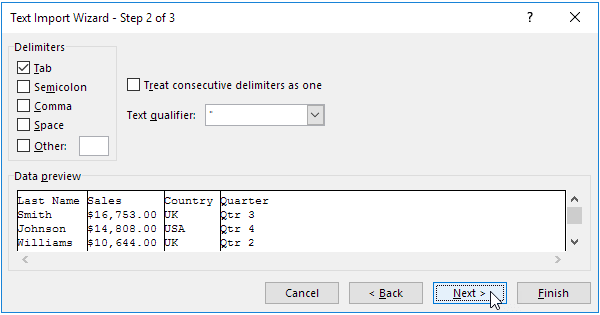 Text Import Wizard - Step 2 of 3
Delimiters
Tab
Semicolon
Comma
Space
Other:
Treat consecutive delimiters as one
Text qualifier: "
Data preview
Last Name Sales Country Quarter
Smith $16,753.00 UK Qtr 3
Johnson $14,808.00 USA Qtr 4
Williams $10,644.00 UK Qtr 2
Cancel < Back Next > Finish